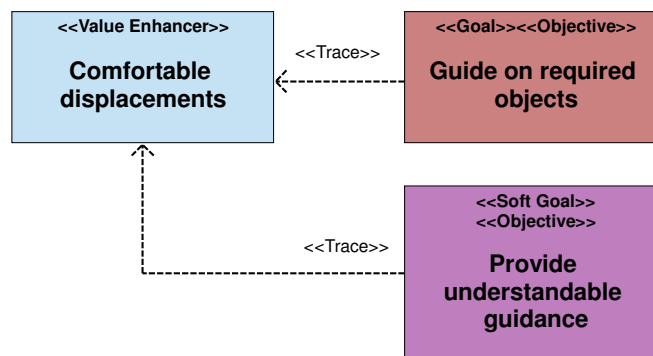 <<Value Enhancer>>
Comfortable
displacements
<<Trace>>
<<Goal>><<Objective>>
Guide on required
objects
<<Trace>>
<<Soft Goal>>
<<Objective>>
Provide
understandable
guidance